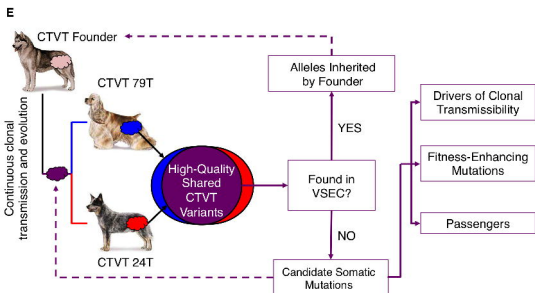 E
CTVT Founder
CTVT 79T
Continuous clonal
transmission and evolution
CTVT 24T
High-Quality
Shared
CTVT
Variants
Alleles Inherited
by Founder
YES
Found in
VSEC?
NO
Candidate Somatic
Mutations
Drivers of Clonal
Transmissibility
Fitness-Enhancing
Mutations
Passengers